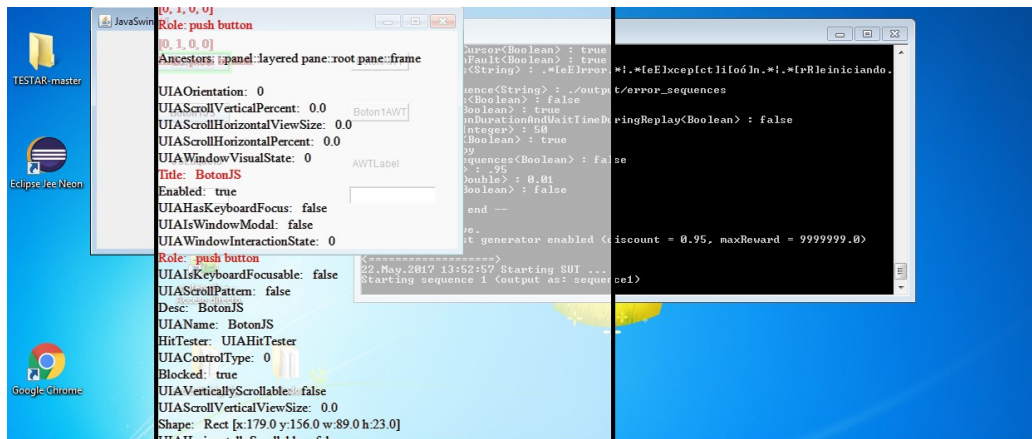 TESTAR-master
Eclipse Jee Neon
Google Chrome
JavaSwin
[0, 1, 0, 0]
Role: push button
[0, 1, 0, 0]
Ancestors: ::panel::layered pane::root pane::frame
UIAOrientation: 0
UIAScrollVerticalPercent: 0.0
UIAScrollHorizontalViewSize: 0.0
UIAScrollHorizontalPercent: 0.0
UIAWindowVisualState: 0
Title: BotonJS
Enabled: true
UIAHasKeyboardFocus: false
UIAIsWindowModal: false
UIAWindowInteractionState: 0
Role: push button
UIAIsKeyboardFocusable: false
UIAScrollPattern: false
Desc: BotonJS
UIAName: BotonJS
HitTester: UIAHitTester
UIAControlType: 0
Blocked: true
UIAVerticallyScrollable: false
UIAScrollVerticalViewSize: 0.0
Shape: Rect [x:179.0 y:156.0 w:89.0 h:23.0]
Boton1AWT
AWTLabel
Cursor<Boolean> : true
Fault<Boolean> : true
<String> : .*[eE]rror.*|.*[eE]xcep[ct]i[oó]n.*|.*[rR]einiciando.
uence<String> : ./output/error_sequences
<Boolean> : false
Boolean> : true
onDurationAndWaitTimeDuringReplay<Boolean> : false
Integer> : 50
<Boolean> : true
by
equences<Boolean> : false
> : .95
Double> : 0.01
Boolean> : false
end --
ve.
st generator enabled (discount = 0.95, maxReward = 9999999.0)
<==================>
22.May.2017 13:52:57 Starting SUT ...
Starting sequence 1 (output as: sequence1)